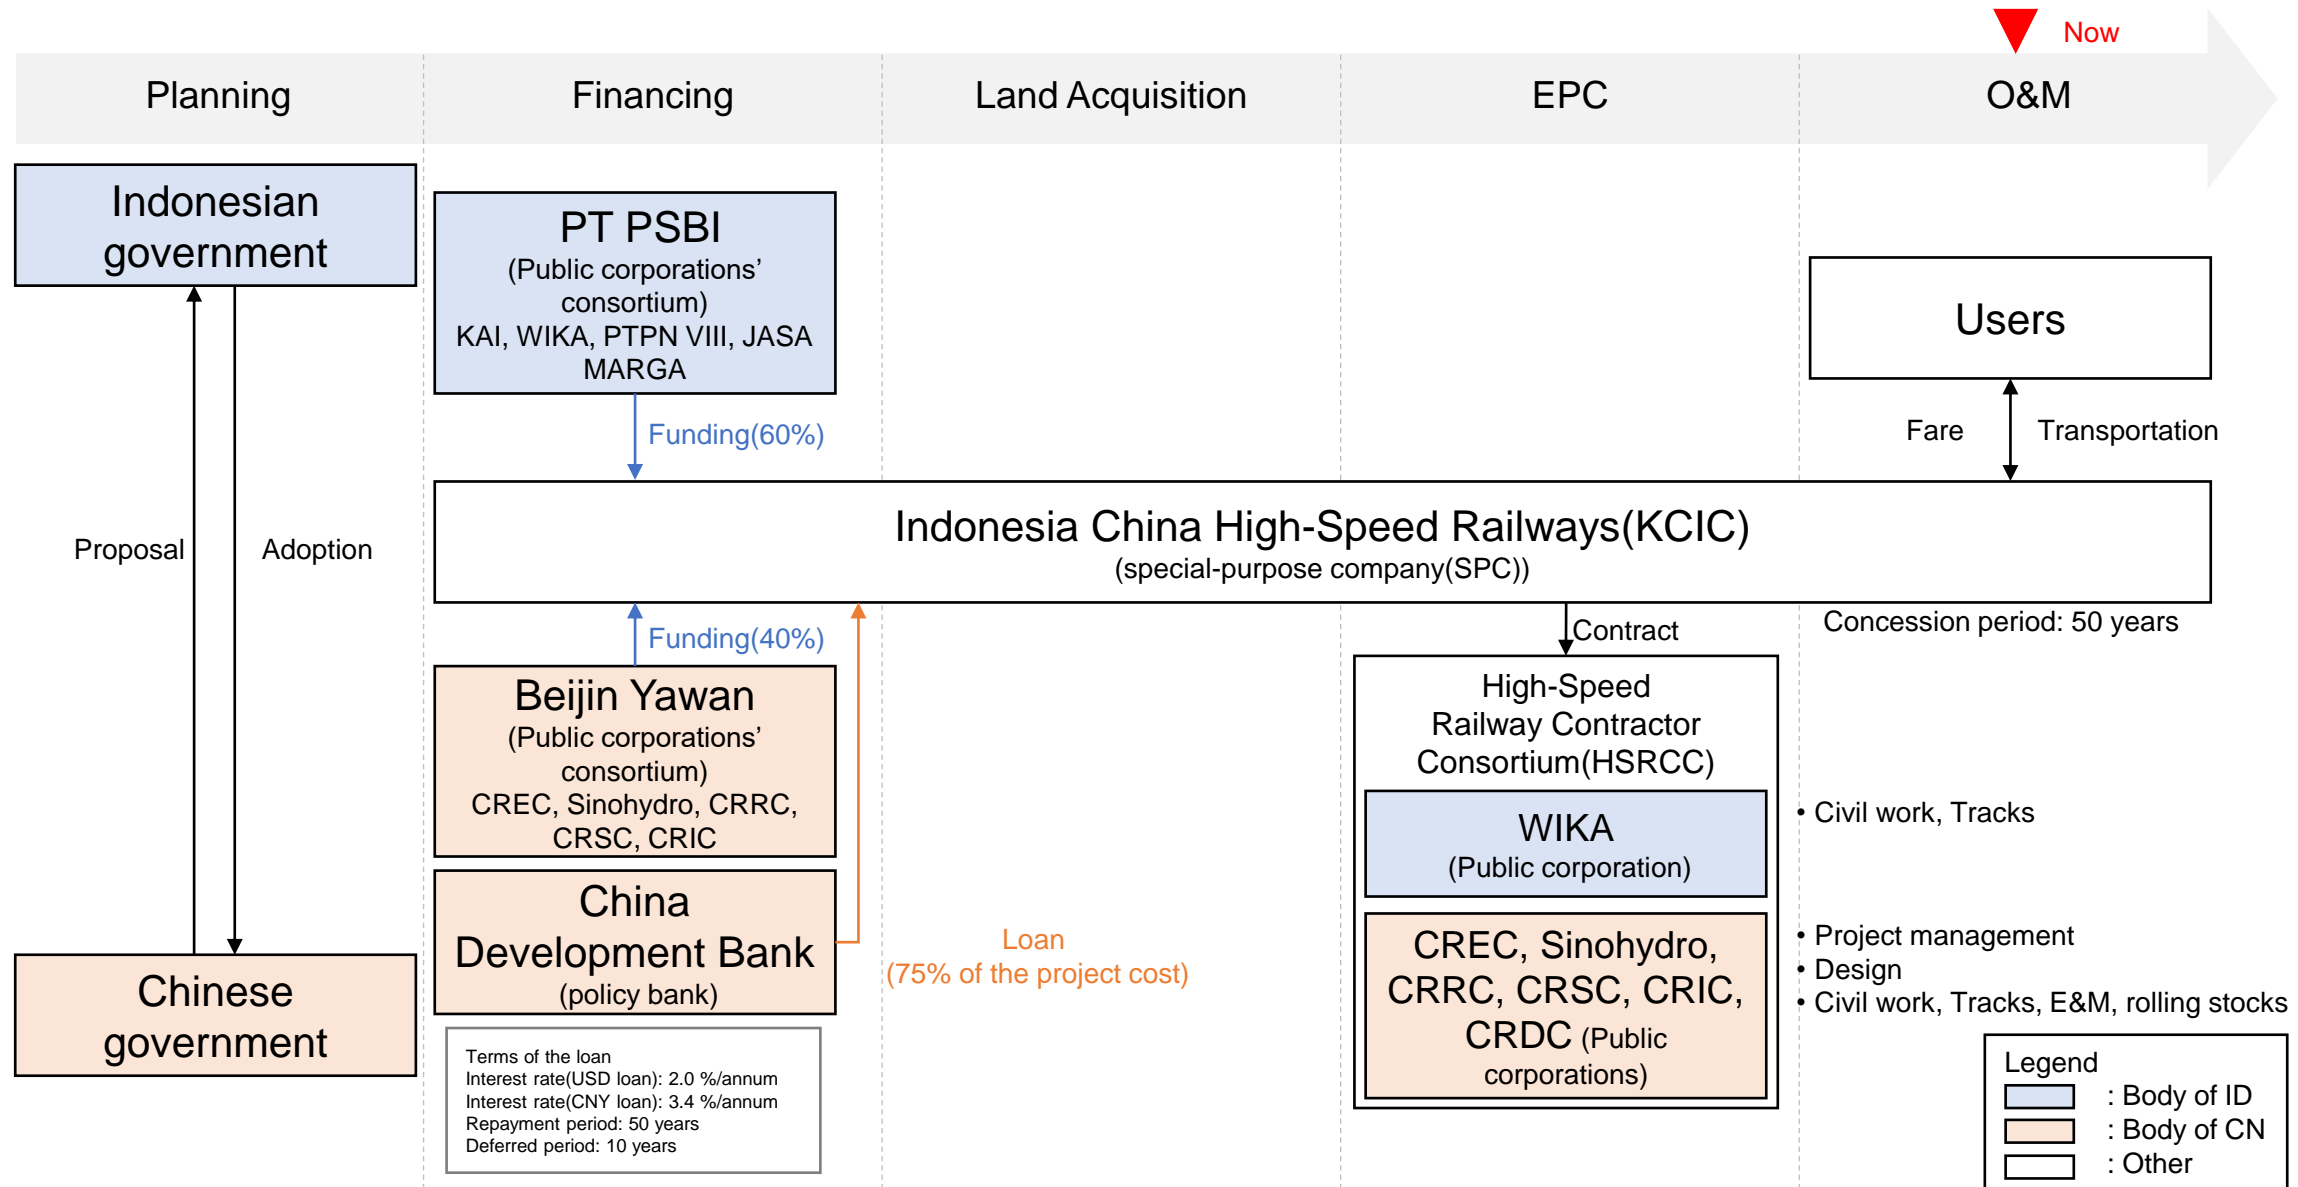 Now
Planning
Financing
Land Acquisition
EPC
O&M
Indonesian
government
Proposal
Adoption
Chinese
government
PT PSBI
(Public corporations’
consortium)
KAI, WIKA, PTPN VIII, JASA
MARGA
Funding(60%)
Indonesia China High-Speed Railways(KCIC)
(special-purpose company(SPC))
Funding(40%)
Beijin Yawan
(Public corporations’
consortium)
CREC, Sinohydro, CRRC,
CRSC, CRIC
China
Development Bank
(policy bank)
Loan
(75% of the project cost)
Terms of the loan
Interest rate(USD loan): 2.0 %/annum
Interest rate(CNY loan): 3.4 %/annum
Repayment period: 50 years
Deferred period: 10 years
Contract
High-Speed
Railway Contractor
Consortium(HSRCC)
WIKA
(Public corporation)
CREC, Sinohydro,
CRRC, CRSC, CRIC,
CRDC (Public
corporations)
Users
Fare
Transportation
Concession period: 50 years
• Civil work, Tracks
• Project management
• Design
• Civil work, Tracks, E&M, rolling stocks
Legend
: Body of ID
: Body of CN
: Other